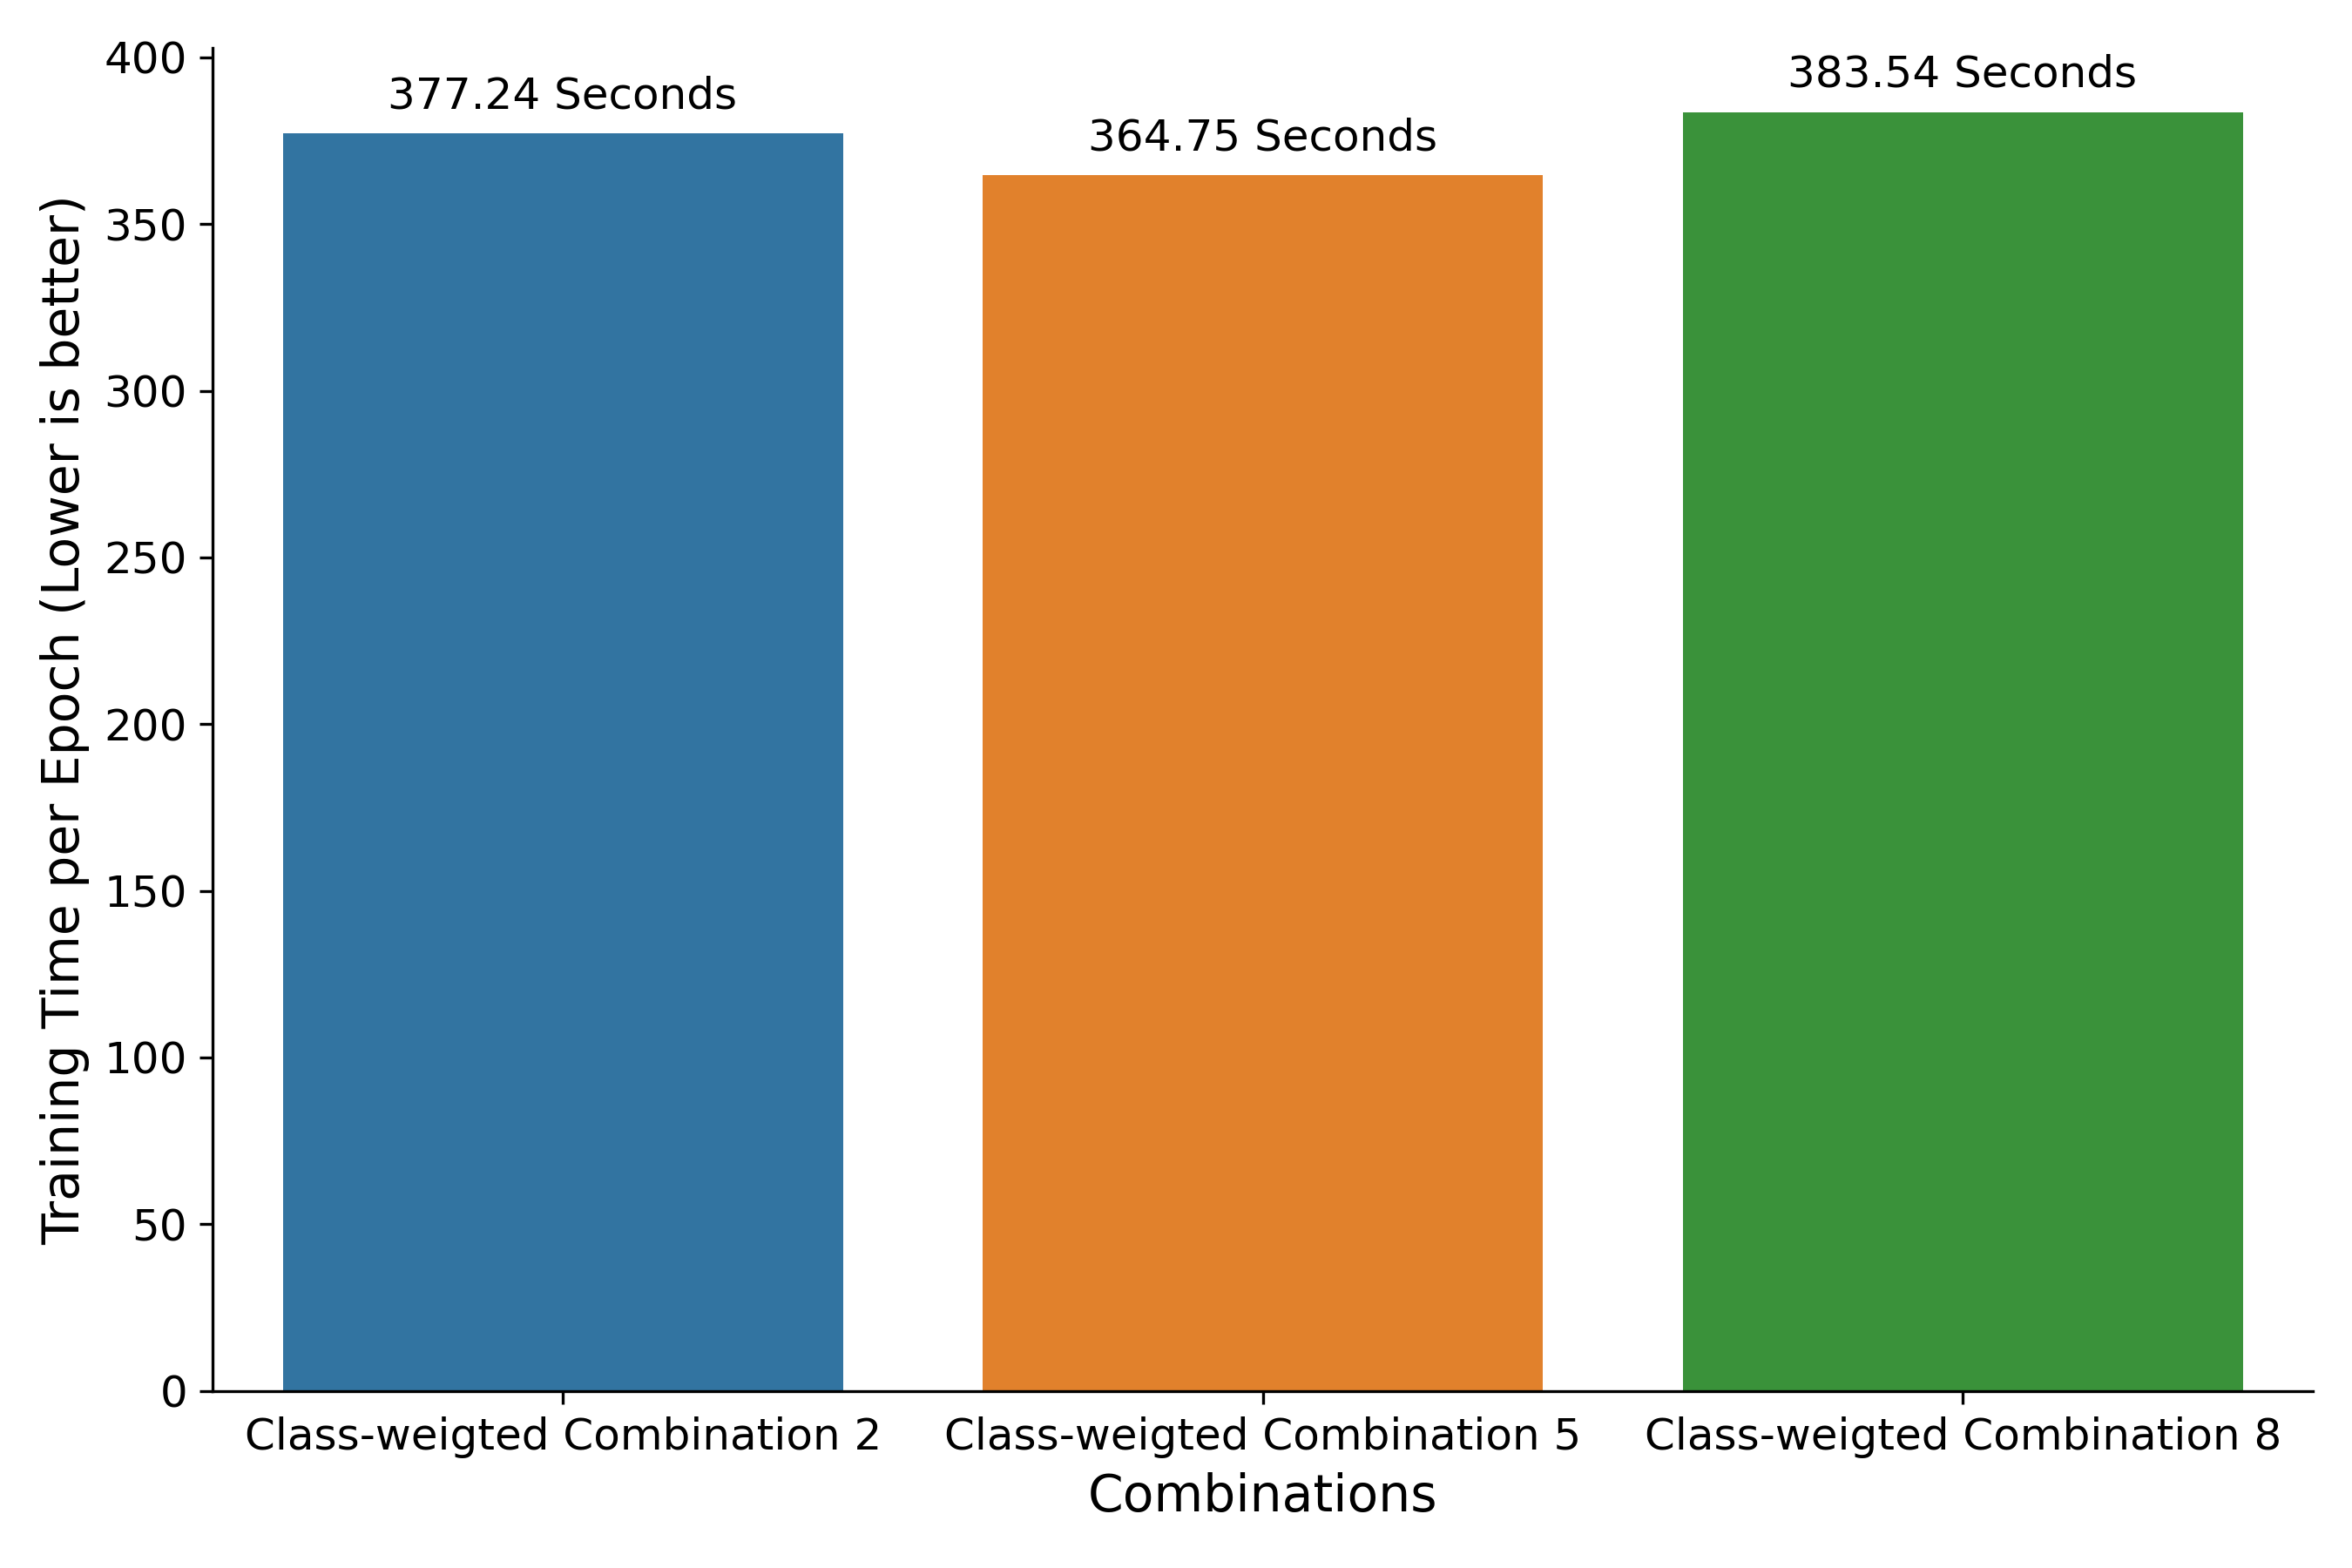 Training Time per Epoch (Lower is better)
400
350
300
250
200
150
100
50
0
377.24 Seconds
364.75 Seconds
383.54 Seconds
Class-weigted Combination 2
Class-weigted Combination 5
Class-weigted Combination 8
Combinations